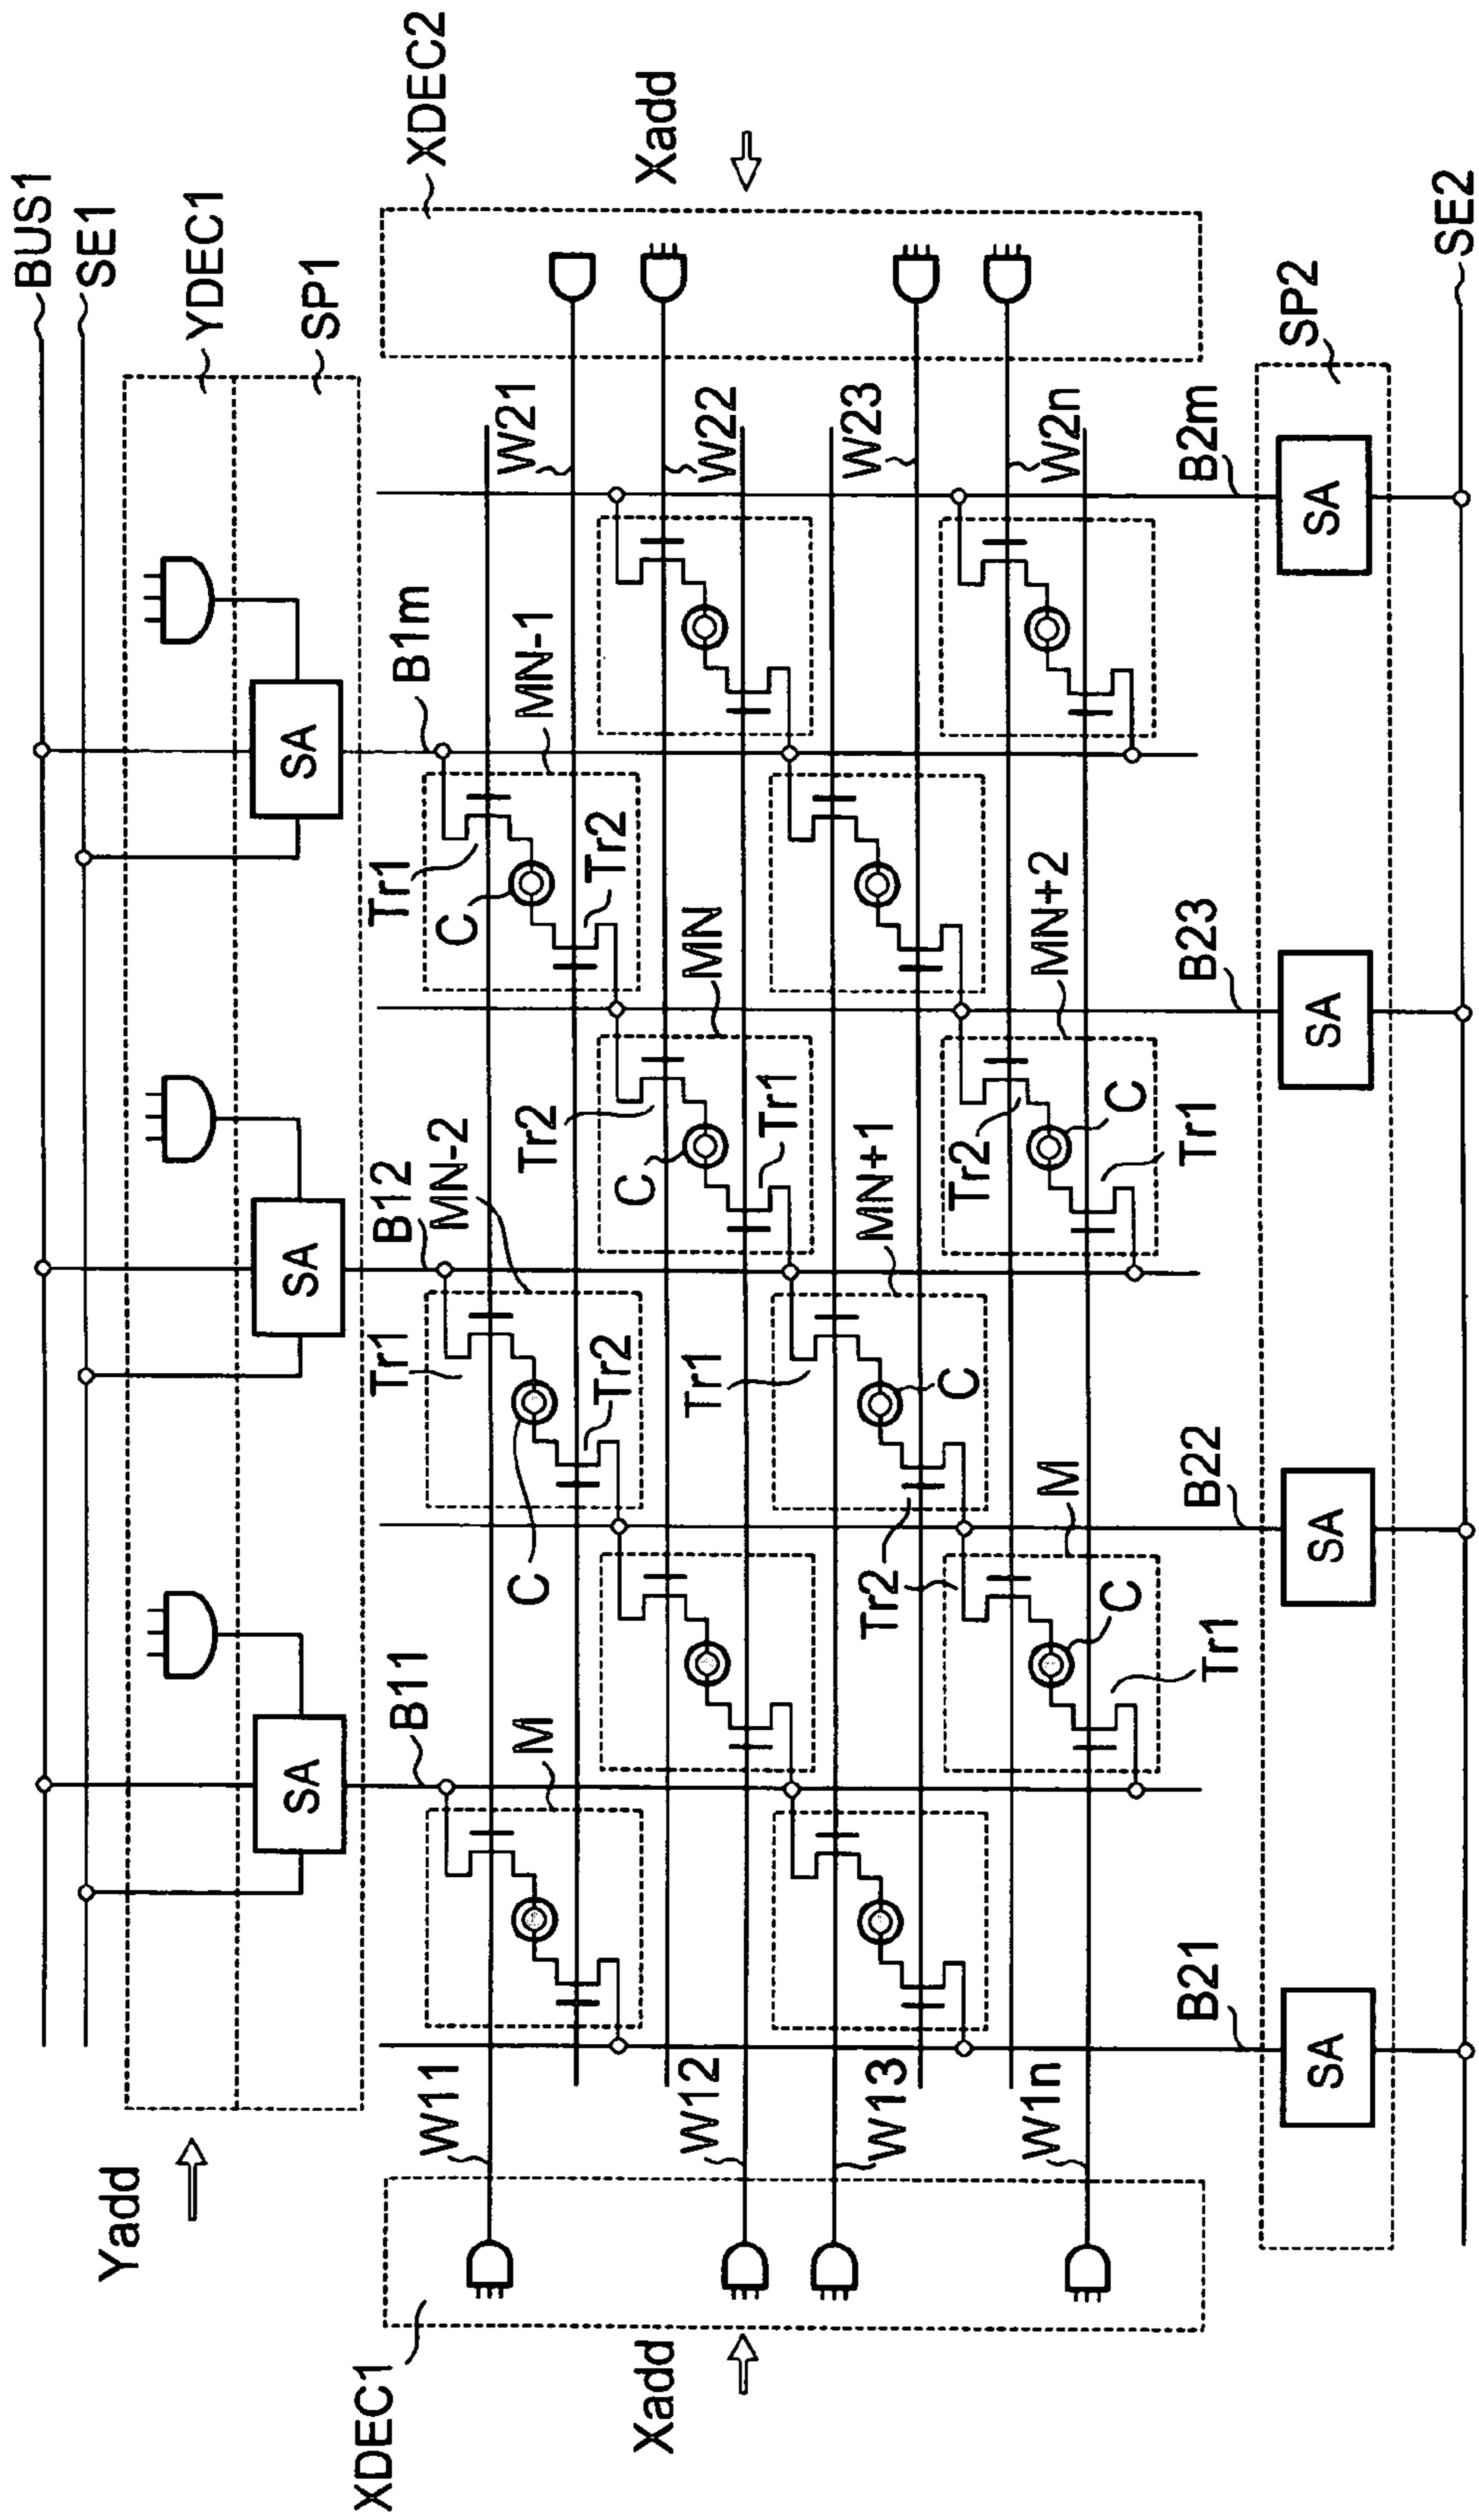 BUS1
SE1
YDEC1
SP1
XDEC2
Xadd
Yadd
SA
SA
SA
B11
B12
B1m
W21
W22
W23
W2n
MN-1
Tr1
C
Tr2
MN-2
Tr1
C
Tr2
M
MN
Tr2
C
Tr1
MN+1
Tr1
C
Tr2
MN+2
Tr2
C
Tr1
M
C
Tr1
W11
W12
W13
W1n
XDEC1
Xadd
B21
B22
B23
B2m
SP2
SA
SA
SA
SA
SE2